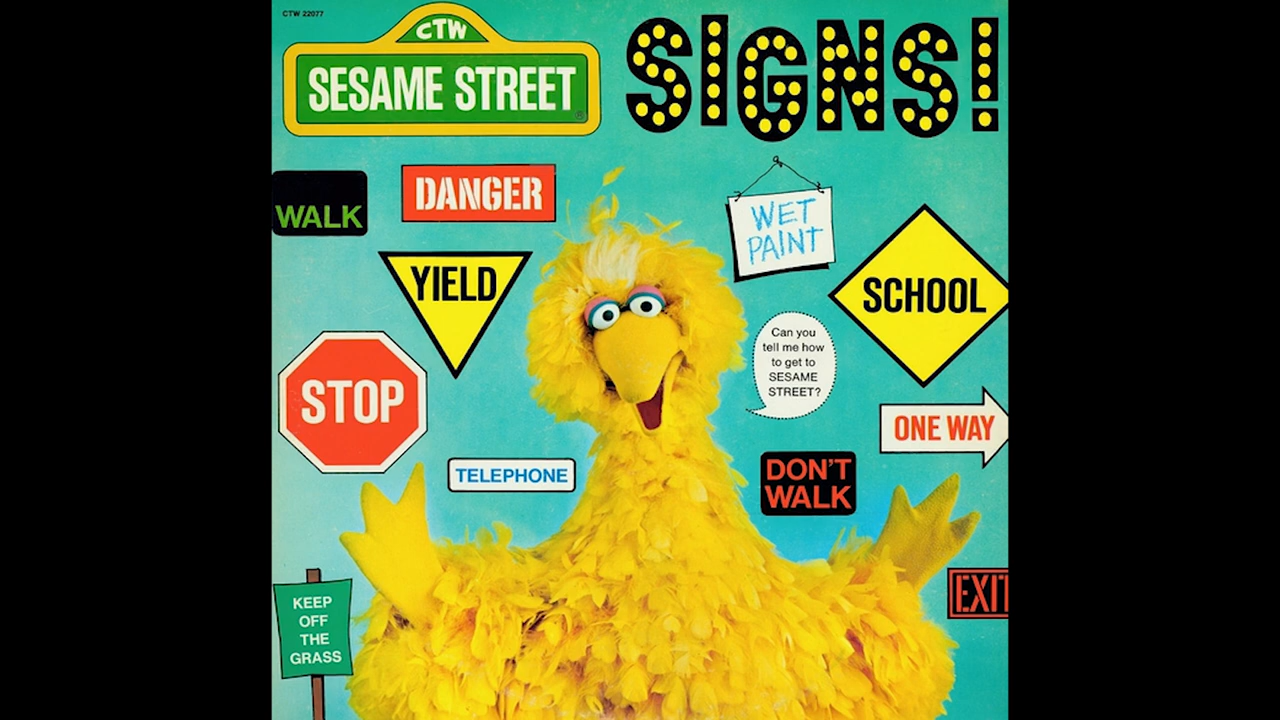 CTW 22077
CTW
SESAME STREET
®
SIGNS!
WALK
DANGER
WET
PAINT
YIELD
SCHOOL
Can you
tell me how
to get to
SESAME
STREET?
STOP
ONE WAY
TELEPHONE
DON'T
WALK
EXIT
KEEP
OFF
THE
GRASS